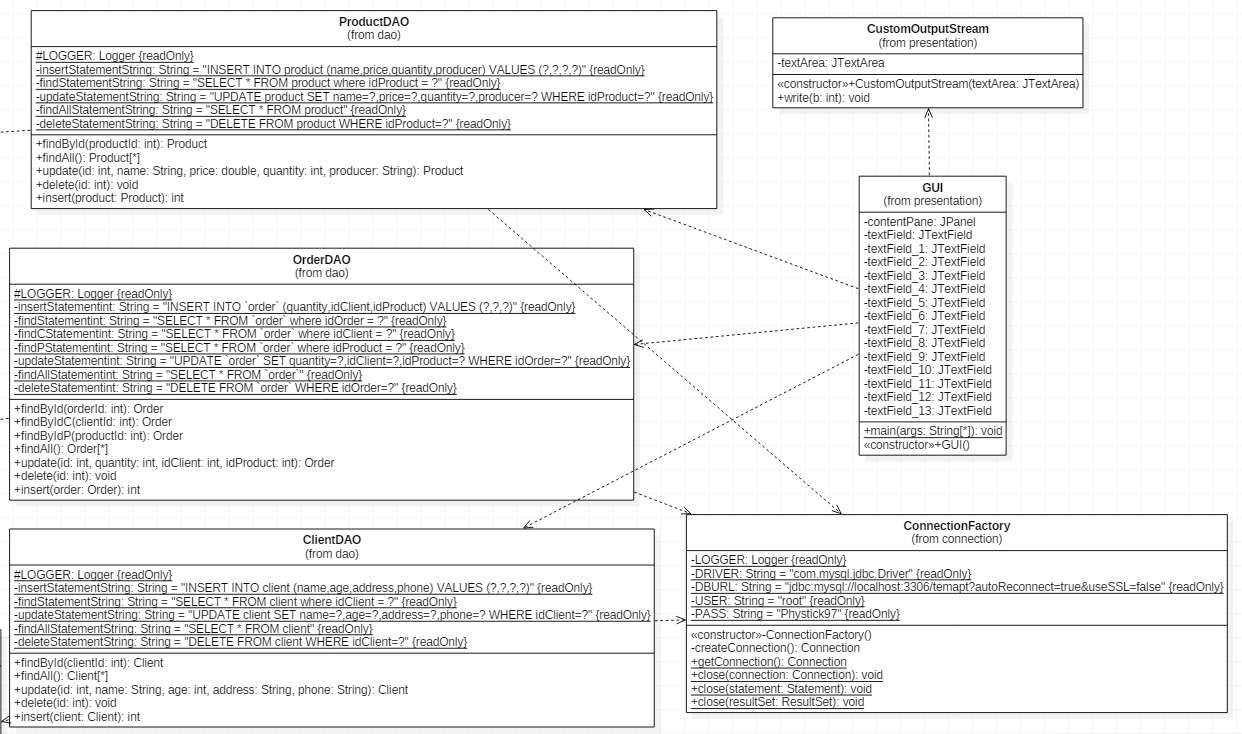 ProductDAO
(from dao)
#LOGGER: Logger {readOnly}
-insertStatementString: String = "INSERT INTO product (name,price,quantity,producer) VALUES (?,?,?,?)" {readOnly}
-findStatementString: String = "SELECT * FROM product where idProduct = ?" {readOnly}
-updateStatementString: String = "UPDATE product SET name=?,price=?,quantity=?,producer=? WHERE idProduct=?" {readOnly}
-findAllStatementString: String = "SELECT * FROM product" {readOnly}
-deleteStatementString: String = "DELETE FROM product WHERE idProduct=?" {readOnly}
+findById(productId: int): Product
+findAll(): Product[*]
+update(id: int, name: String, price: double, quantity: int, producer: String): Product
+delete(id: int): void
+insert(product: Product): int
CustomOutputStream
(from presentation)
-textArea: JTextArea
«constructor»+CustomOutputStream(textArea: JTextArea)
+write(b: int): void
GUI
(from presentation)
-contentPane: JPanel
-textField: JTextField
-textField_1: JTextField
-textField_2: JTextField
-textField_3: JTextField
-textField_4: JTextField
-textField_5: JTextField
-textField_6: JTextField
-textField_7: JTextField
-textField_8: JTextField
-textField_9: JTextField
-textField_10: JTextField
-textField_11: JTextField
-textField_12: JTextField
-textField_13: JTextField
+main(args: String[*]): void
«constructor»+GUI()
OrderDAO
(from dao)
#LOGGER: Logger {readOnly}
-insertStatementint: String = "INSERT INTO `order` (quantity,idClient,idProduct) VALUES (?,?,?)" {readOnly}
-findStatementint: String = "SELECT * FROM `order` where idOrder = ?" {readOnly}
-findCStatementint: String = "SELECT * FROM `order` where idClient = ?" {readOnly}
-findPStatementint: String = "SELECT * FROM `order` where idProduct = ?" {readOnly}
-updateStatementint: String = "UPDATE `order` SET quantity=?,idClient=?,idProduct=? WHERE idOrder=?" {readOnly}
-findAllStatementint: String = "SELECT * FROM `order`" {readOnly}
-deleteStatementint: String = "DELETE FROM `order` WHERE idOrder=?" {readOnly}
+findById(orderId: int): Order
+findByIdC(clientId: int): Order
+findByIdP(productId: int): Order
+findAll(): Order[*]
+update(id: int, quantity: int, idClient: int, idProduct: int): Order
+delete(id: int): void
+insert(order: Order): int
ClientDAO
(from dao)
#LOGGER: Logger {readOnly}
-insertStatementString: String = "INSERT INTO client (name,age,address,phone) VALUES (?,?,?,?)" {readOnly}
-findStatementString: String = "SELECT * FROM client where idClient = ?" {readOnly}
-updateStatementString: String = "UPDATE client SET name=?,age=?,address=?,phone=? WHERE idClient=?" {readOnly}
-findAllStatementString: String = "SELECT * FROM client" {readOnly}
-deleteStatementString: String = "DELETE FROM client WHERE idClient=?" {readOnly}
+findById(clientId: int): Client
+findAll(): Client[*]
+update(id: int, name: String, age: int, address: String, phone: String): Client
+delete(id: int): void
+insert(client: Client): int
ConnectionFactory
(from connection)
-LOGGER: Logger {readOnly}
-DRIVER: String = "com.mysql.jdbc.Driver" {readOnly}
-DBURL: String = "jdbc:mysql://localhost:3306/temapt?autoReconnect=true&useSSL=false" {readOnly}
-USER: String = "root" {readOnly}
-PASS: String = "Phystick97" {readOnly}
«constructor»-ConnectionFactory()
-createConnection(): Connection
+getConnection(): Connection
+close(connection: Connection): void
+close(statement: Statement): void
+close(resultSet: ResultSet): void